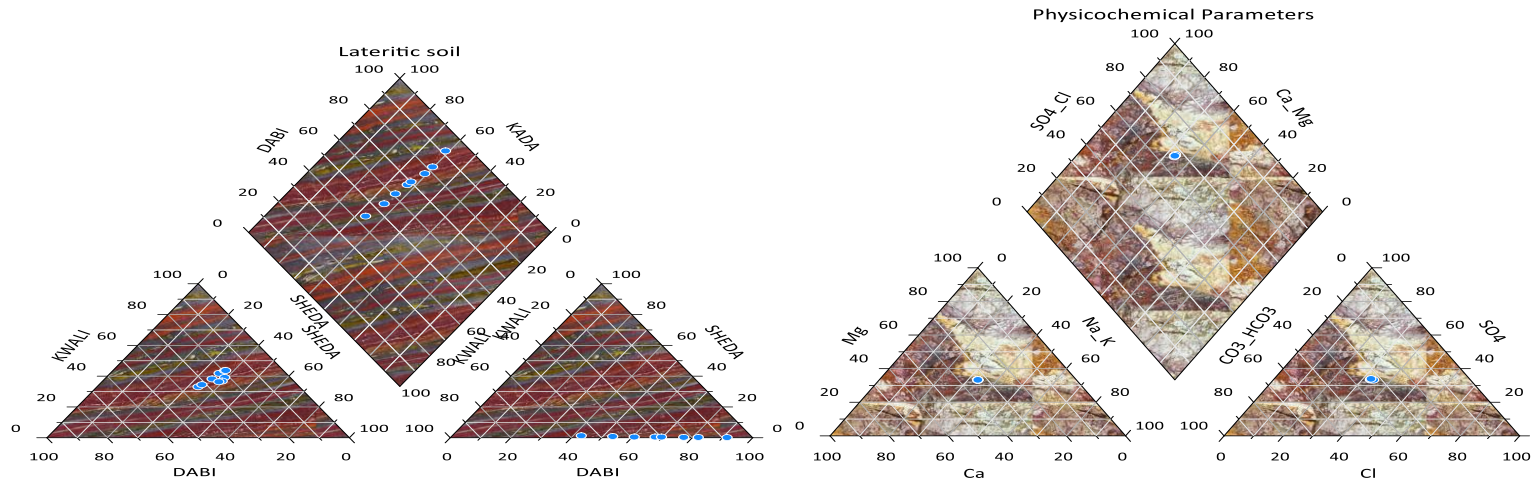 Physicochemical Parameters
Lateritic soil
100 100
100 100
80 80
80 80
60 60
60 60
40 40
40 40
20 20
20 20
0 0
0 0
DABI
KADA
SO4_Cl
Ca_Mg
SHEDA
KWALI
Na_K
CO3_HCO3
100 0
80 20
60 40
40 60
20 80
0 100
KWALI
SHEDA
100 80 60 40 20 0
DABI
0 100
20 80
40 60
60 40
80 20
100 0
KWALI
SHEDA
0 20 40 60 80 100
DABI
100 0
80 20
60 40
40 60
20 80
0 100
Mg
100 80 60 40 20 0
Ca
0 100
20 80
40 60
60 40
80 20
100 0
SO4
0 20 40 60 80 100
Cl